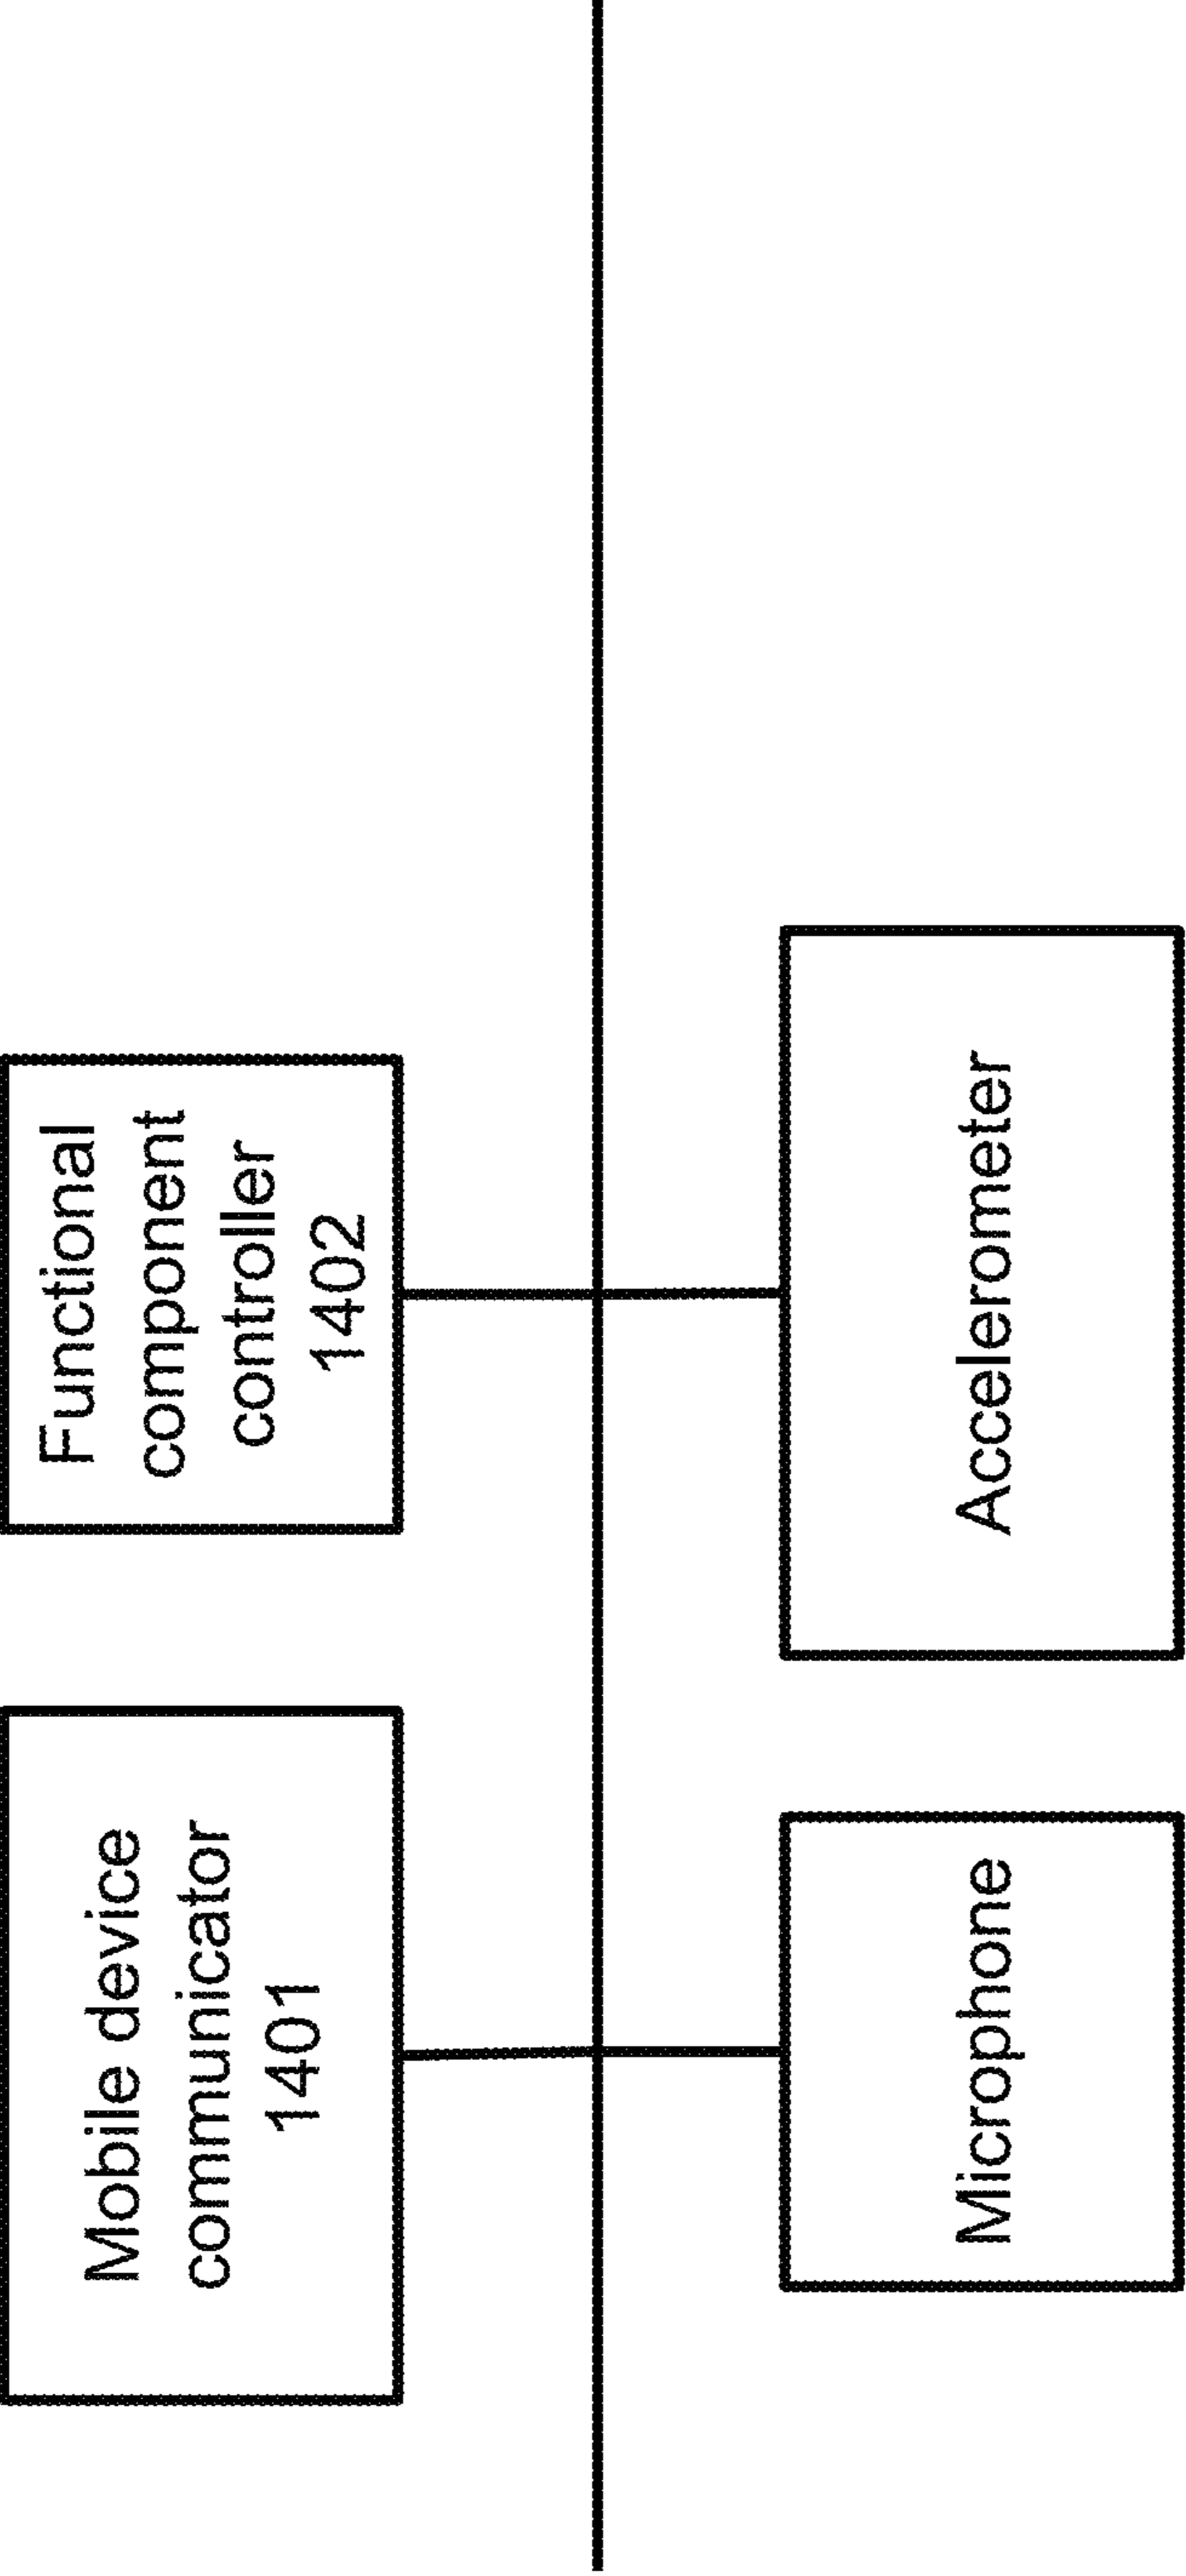 Mobile device
communicator
1401
Functional
component
controller
1402
Microphone
Accelerometer